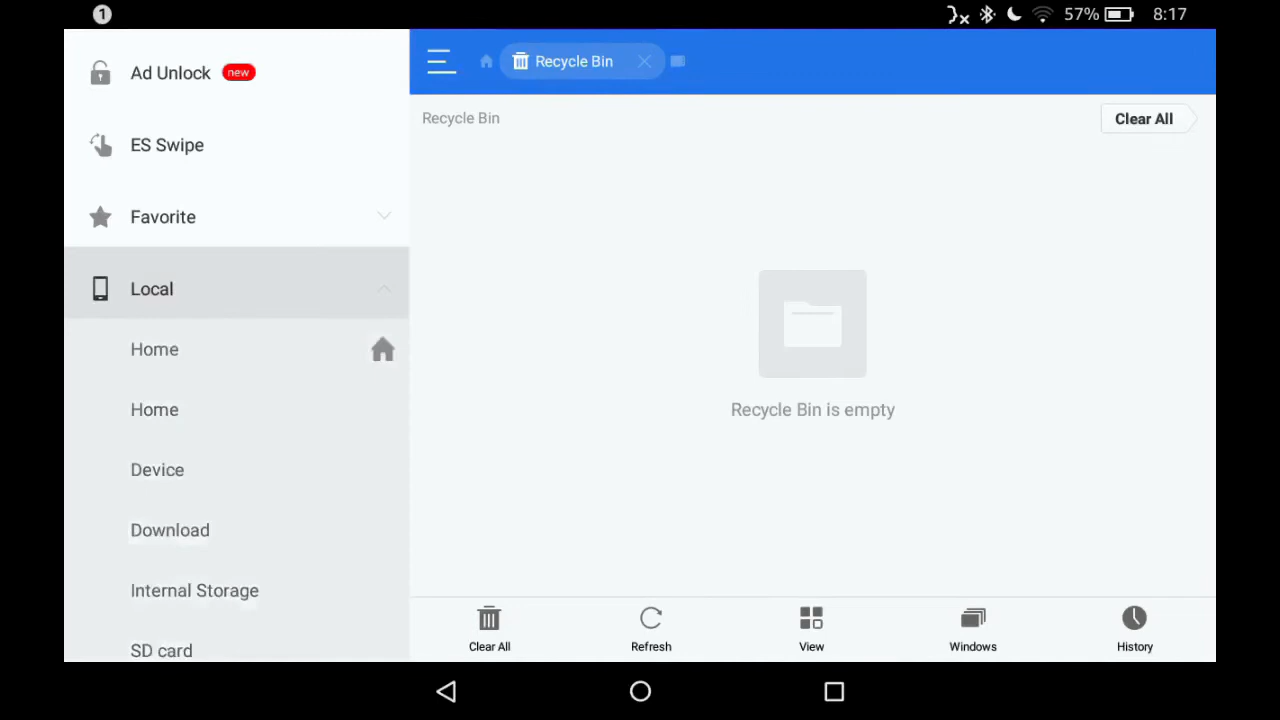 1
57% 8:17
Ad Unlock new
ES Swipe
Favorite
Local
Home
Home
Device
Download
Internal Storage
SD card
Recycle Bin
Recycle Bin
Clear All
Recycle Bin is empty
Clear All
Refresh
View
Windows
History